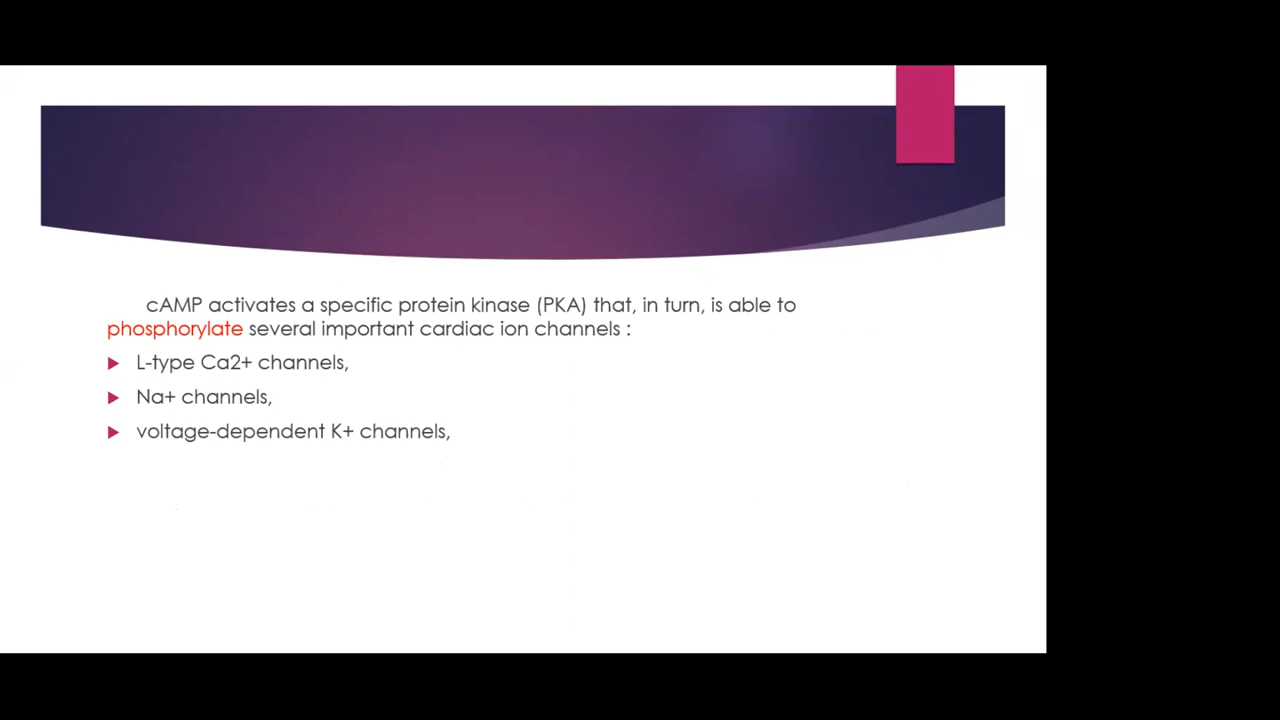 cAMP activates a specific protein kinase (PKA) that, in turn, is able to
phosphorylate several important cardiac ion channels :
L-type Ca2+ channels,
Na+ channels,
voltage-dependent K+ channels,